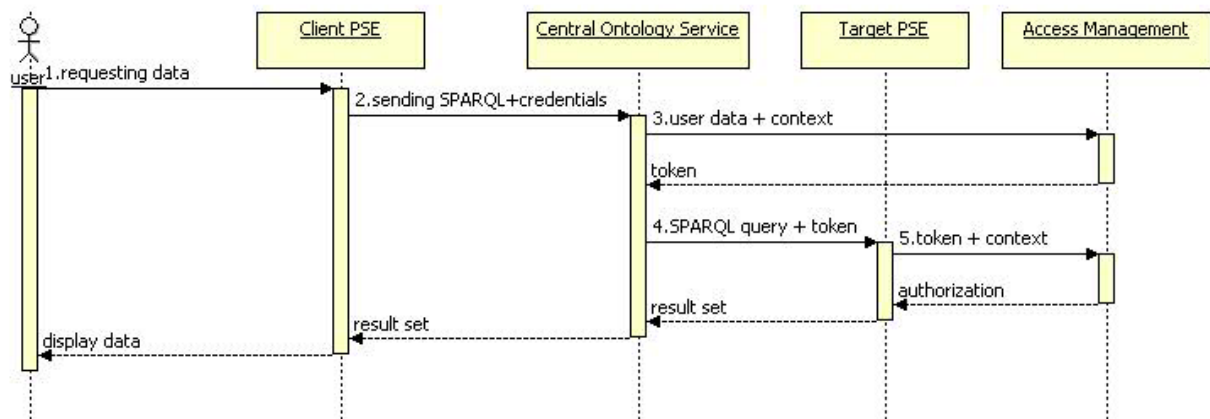 Client PSE
Central Ontology Service
Target PSE
Access Management
user
1.requesting data
2.sending SPARQL+credentials
3.user data + context
token
4.SPARQL query + token
5.token + context
authorization
result set
result set
display data